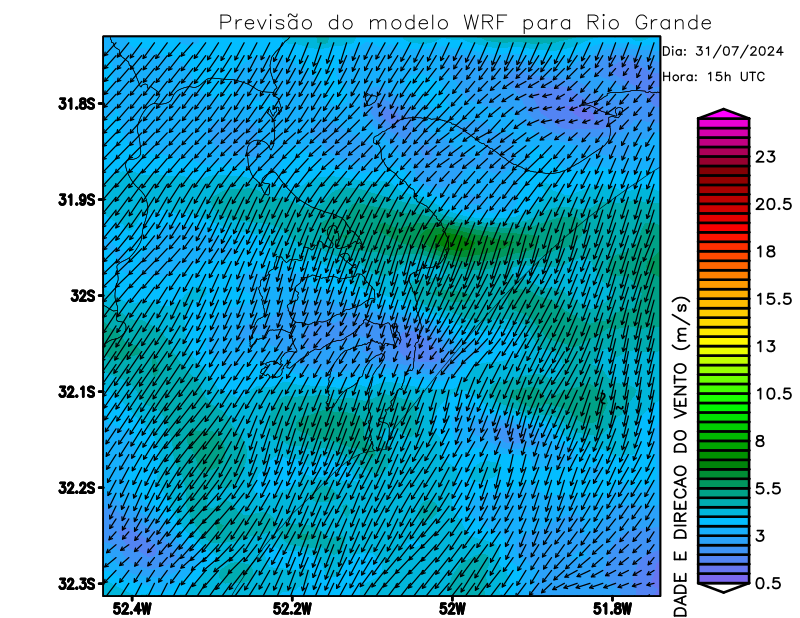 Previsão do modelo WRF para Rio Grande
Dia: 31/07/2024
Hora: 15h UTC
31.8S
31.9S
32S
32.1S
32.2S
32.3S
52.4W
52.2W
52W
51.8W
23
20.5
18
15.5
13
10.5
8
5.5
3
0.5
DADE E DIRECAO DO VENTO (m/s)